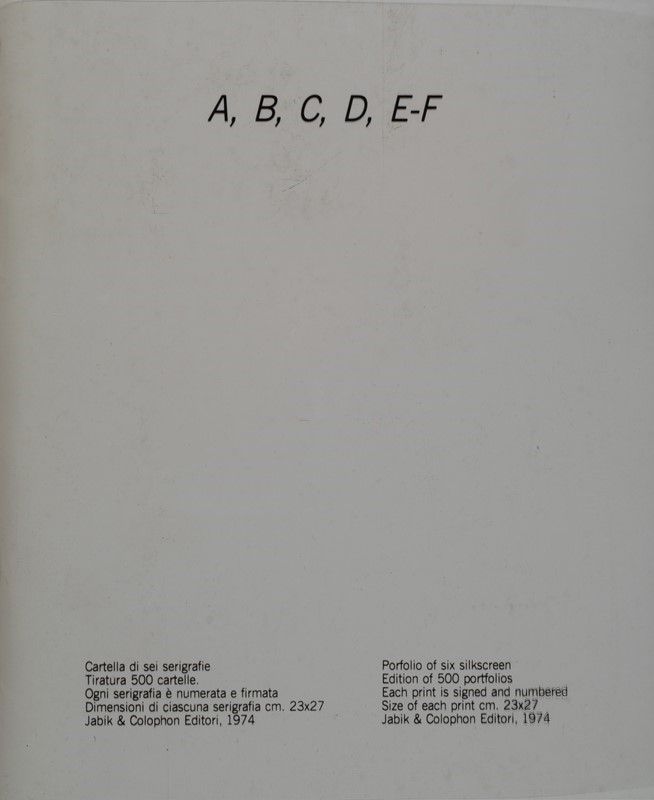 A, B, C, D, E-F
Cartella di sei serigrafie
Tiratura 500 cartelle.
Ogni serigrafia è numerata e firmata
Dimensioni di ciascuna serigrafia cm. 23x27
Jabik & Colophon Editori, 1974
Porfolio of six silkscreen
Edition of 500 portfolios
Each print is signed and numbered
Size of each print cm. 23x27
Jabik & Colophon Editori, 1974